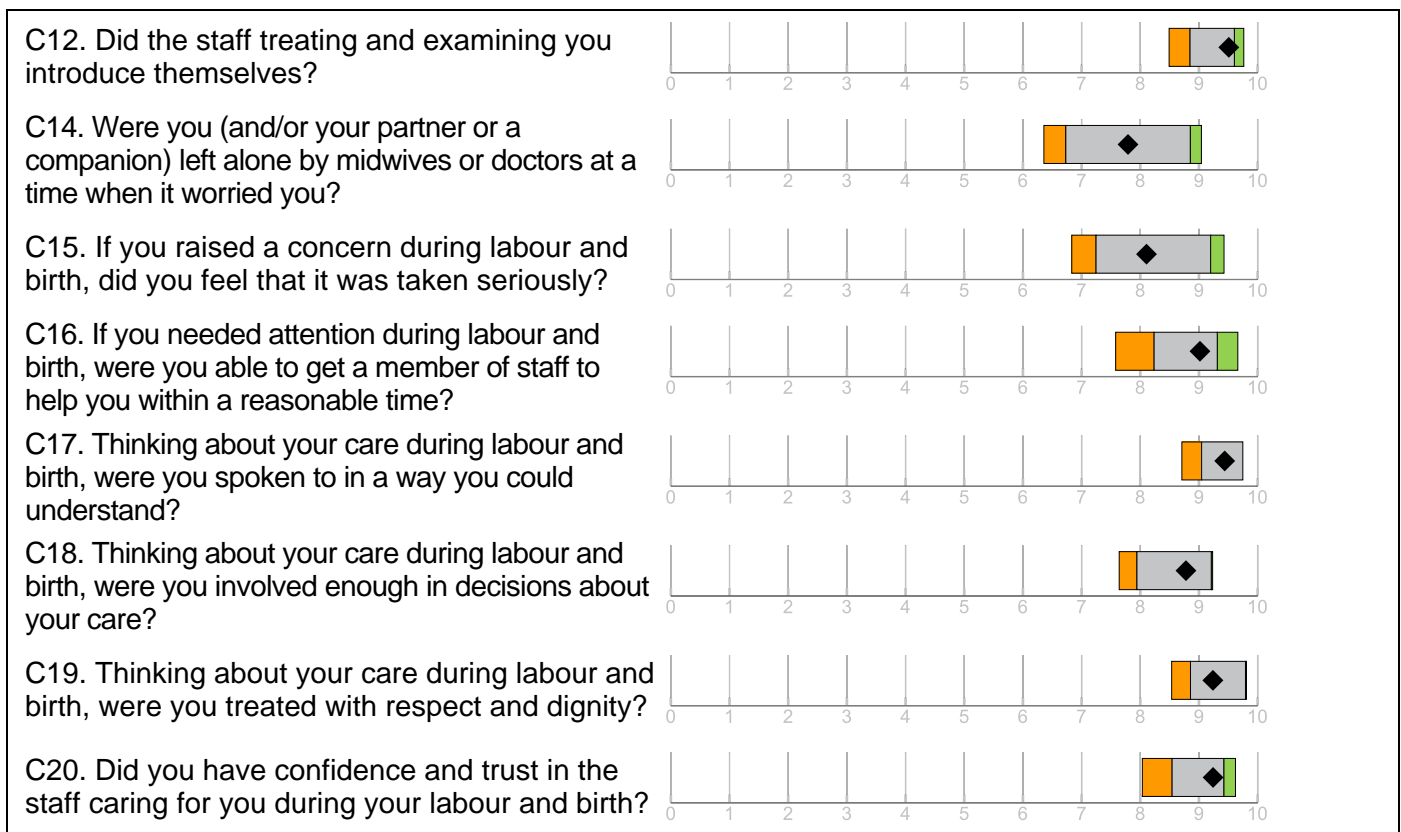 C12. Did the staff treating and examining you
introduce themselves?
0 1 2 3 4 5 6 7 8 9 10
C14. Were you (and/or your partner or a
companion) left alone by midwives or doctors at a
time when it worried you?
0 1 2 3 4 5 6 7 8 9 10
C15. If you raised a concern during labour and
birth, did you feel that it was taken seriously?
0 1 2 3 4 5 6 7 8 9 10
C16. If you needed attention during labour and
birth, were you able to get a member of staff to
help you within a reasonable time?
0 1 2 3 4 5 6 7 8 9 10
C17. Thinking about your care during labour and
birth, were you spoken to in a way you could
understand?
0 1 2 3 4 5 6 7 8 9 10
C18. Thinking about your care during labour and
birth, were you involved enough in decisions about
your care?
0 1 2 3 4 5 6 7 8 9 10
C19. Thinking about your care during labour and
birth, were you treated with respect and dignity?
0 1 2 3 4 5 6 7 8 9 10
C20. Did you have confidence and trust in the
staff caring for you during your labour and birth?
0 1 2 3 4 5 6 7 8 9 10